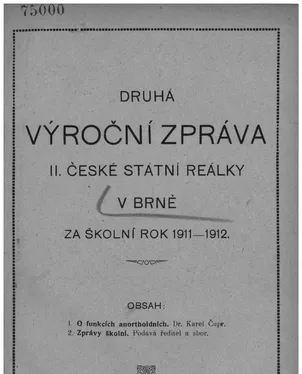 75000
DRUHÁ
VÝROČNÍ ZPRÁVA
II. ČESKÉ STÁTNÍ REÁLKY
V BRNĚ
ZA ŠKOLNÍ ROK 1911—1912.
OBSAH:
1. O funkcích anortholdních. Dr. Karel Čupr.
2. Zprávy školní. Podává ředitel a sbor.